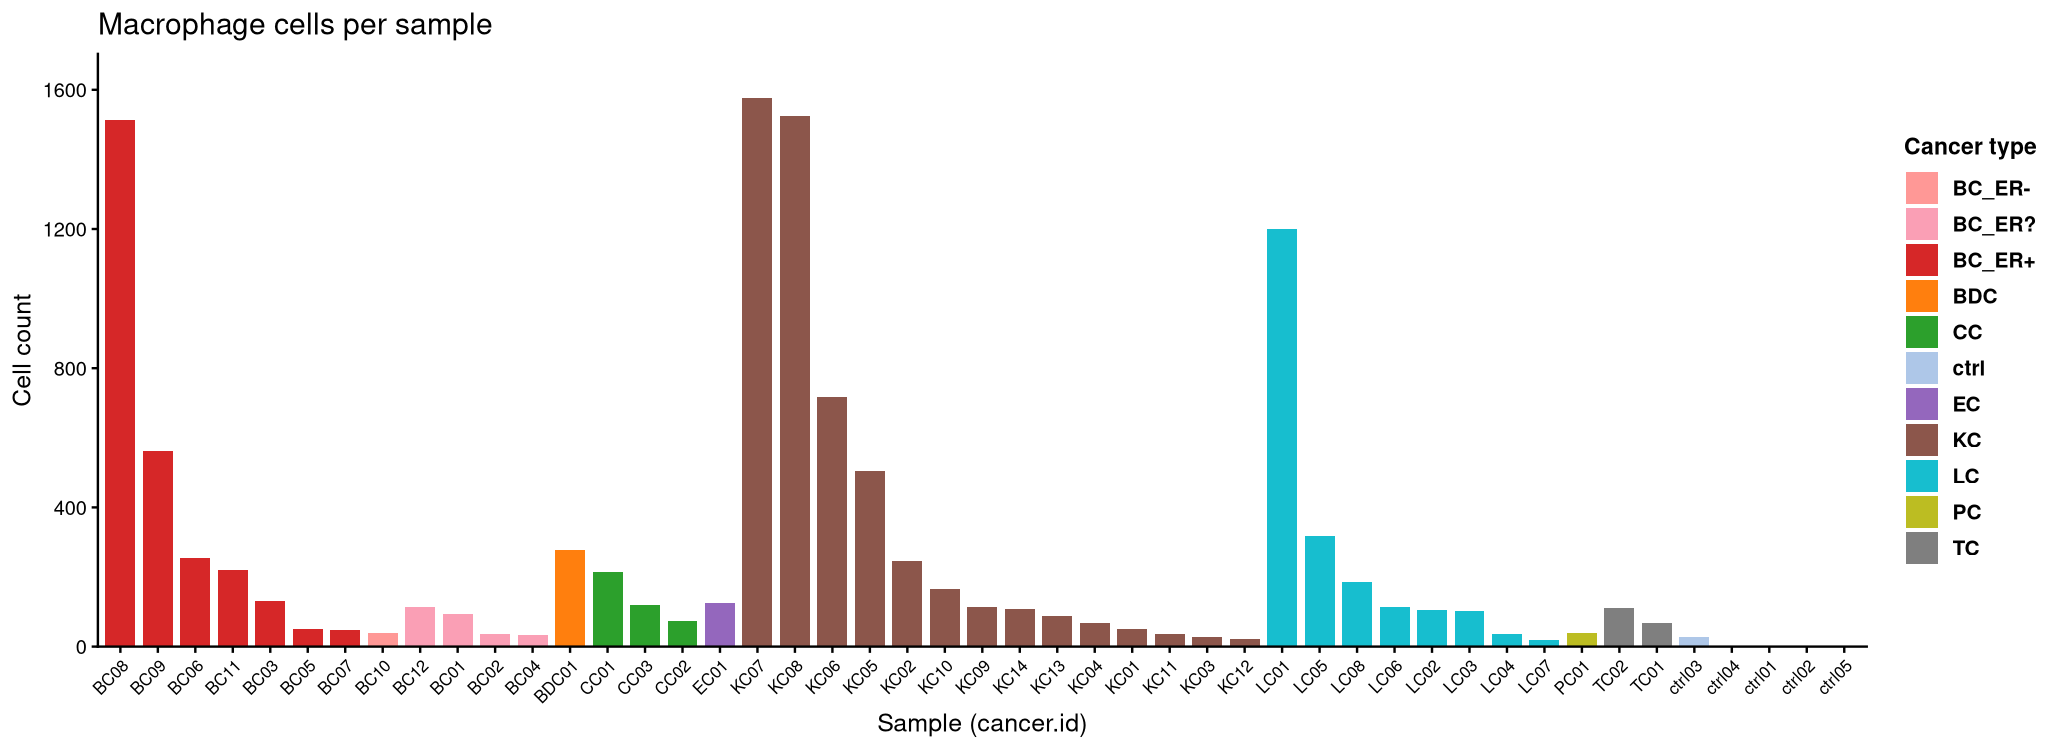 Macrophage cells per sample
Cell count
1600
1200
800
400
0
BC08 BC09 BC06 BC11 BC03 BC05 BC07 BC10 BC12 BC01 BC02 BC04 BDC01 CC01 CC03 CC02 EC01 KC07 KC08 KC06 KC05 KC02 KC10 KC09 KC14 KC13 KC04 KC01 KC11 KC03 KC12 LC01 LC05 LC08 LC06 LC02 LC03 LC04 LC07 PC01 TC02 TC01 ctrl03 ctrl04 ctrl01 ctrl02 ctrl05
Sample (cancer.id)
Cancer type
BC_ER-
BC_ER?
BC_ER+
BDC
CC
ctrl
EC
KC
LC
PC
TC